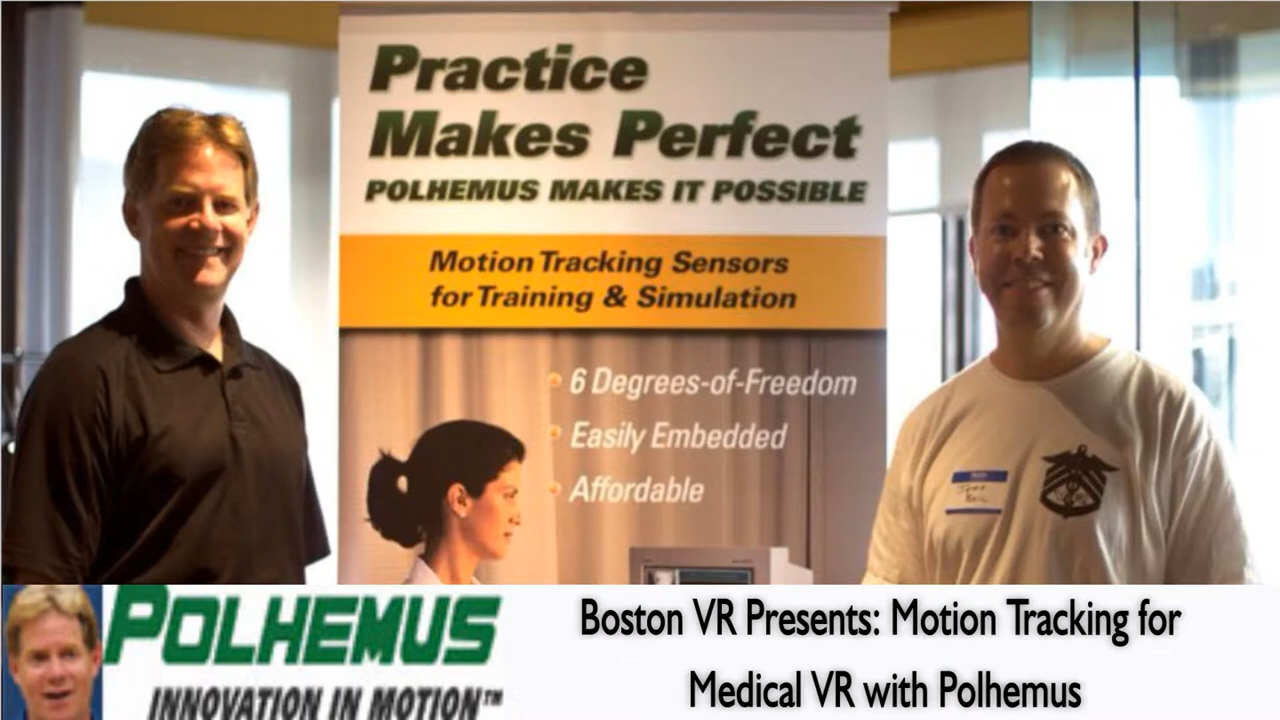 Practice
Makes Perfect
POLHEMUS MAKES IT POSSIBLE
Motion Tracking Sensors
for Training & Simulation
6 Degrees-of-Freedom
Easily Embedded
Affordable
POLHEMUS
INNOVATION IN MOTION™
Boston VR Presents: Motion Tracking for
Medical VR with Polhemus